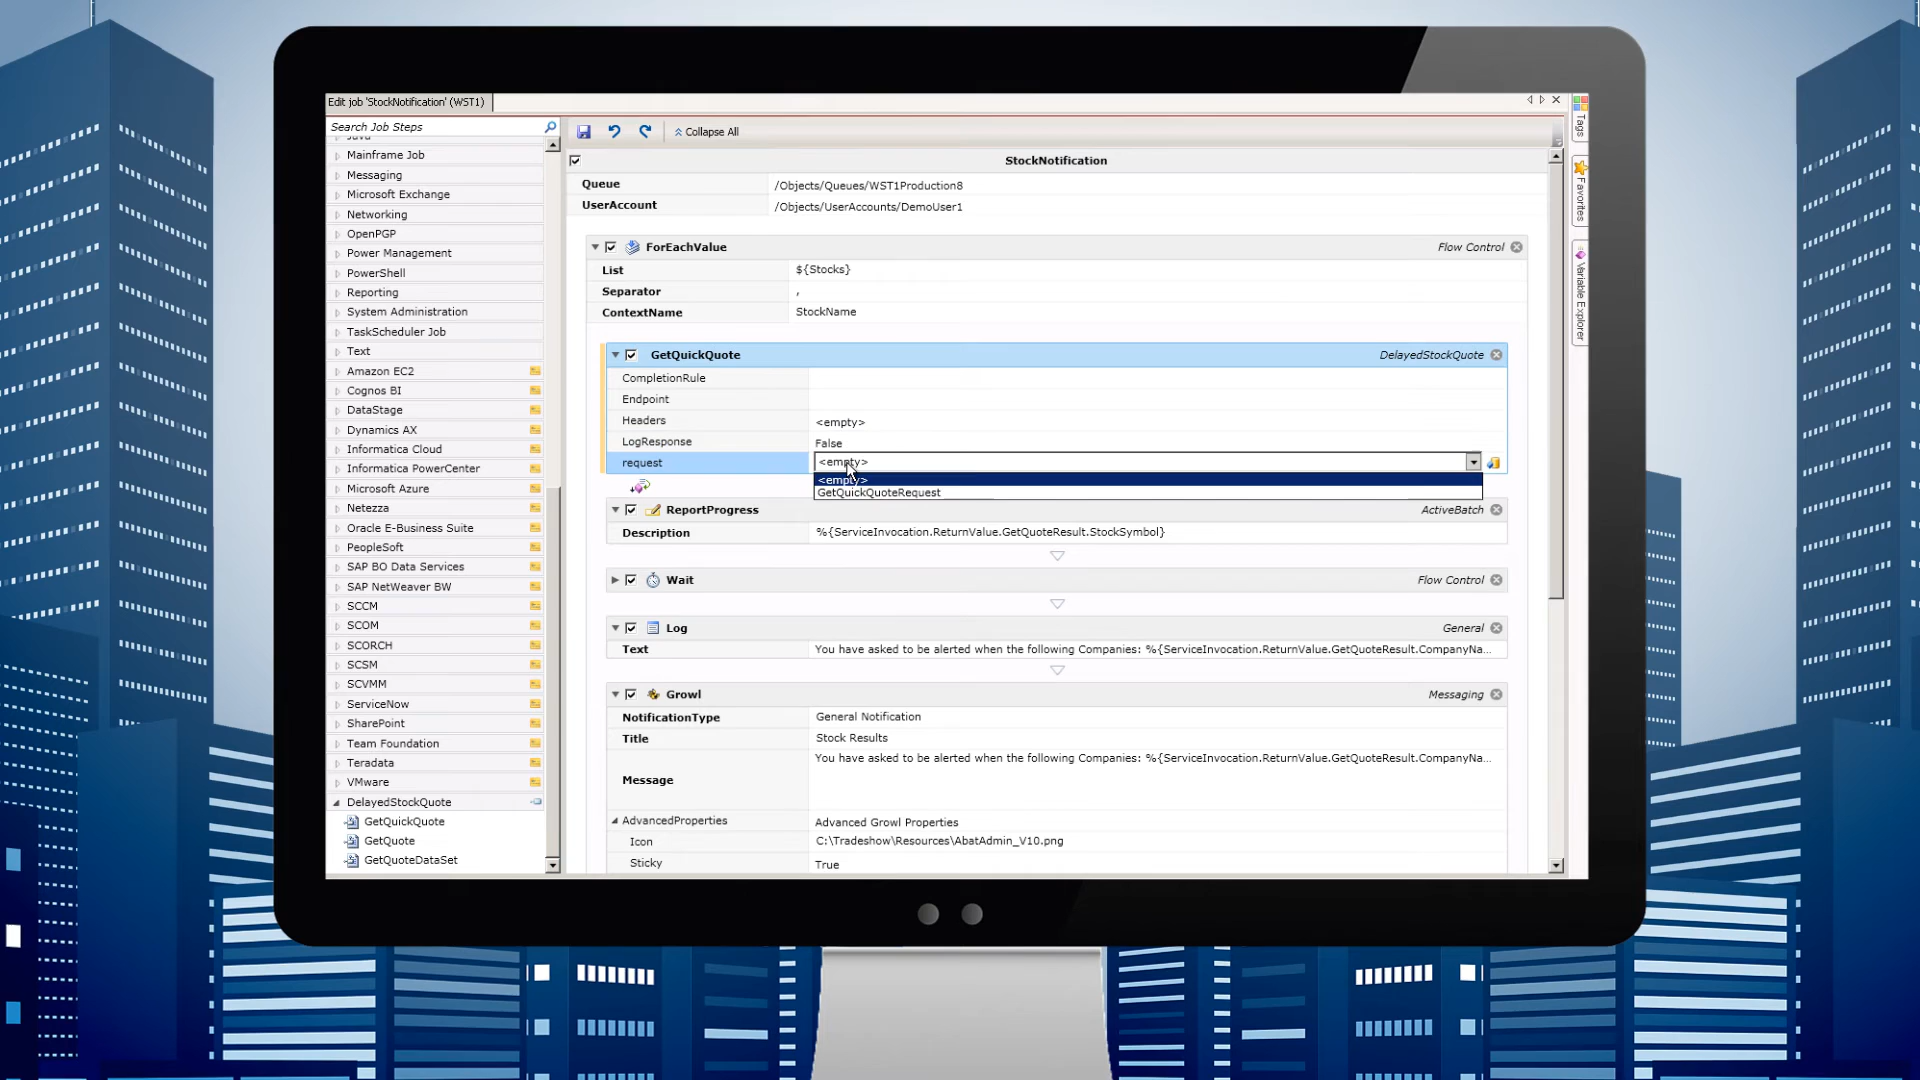 Edit job 'StockNotification' (WST1)
Search Job Steps
Collapse All
Java
Mainframe Job
Messaging
Microsoft Exchange
Networking
OpenPGP
Power Management
PowerShell
Reporting
System Administration
TaskScheduler Job
Text
Amazon EC2
Cognos BI
DataStage
Dynamics AX
Informatica Cloud
Informatica PowerCenter
Microsoft Azure
Netezza
Oracle E-Business Suite
PeopleSoft
SAP BO Data Services
SAP NetWeaver BW
SCCM
SCOM
SCORCH
SCSM
SCVMM
ServiceNow
SharePoint
Team Foundation
Teradata
VMware
DelayedStockQuote
GetQuickQuote
GetQuote
GetQuoteDataSet
StockNotification
Queue /Objects/Queues/WST1Production8
UserAccount /Objects/UserAccounts/DemoUser1
ForEachValue Flow Control
List ${Stocks}
Separator ,
ContextName StockName
GetQuickQuote DelayedStockQuote
CompletionRule
Endpoint
Headers <empty>
LogResponse False
request <empty>
<empty>
GetQuickQuoteRequest
ReportProgress ActiveBatch
Description %{ServiceInvocation.ReturnValue.GetQuoteResult.StockSymbol}
Wait Flow Control
Log General
Text You have asked to be alerted when the following Companies: %{ServiceInvocation.ReturnValue.GetQuoteResult.CompanyNa...
Growl Messaging
NotificationType General Notification
Title Stock Results
Message You have asked to be alerted when the following Companies: %{ServiceInvocation.ReturnValue.GetQuoteResult.CompanyNa...
AdvancedProperties Advanced Growl Properties
Icon C:\Tradeshow\Resources\AbatAdmin_V10.png
Sticky True
Tags
Favorites
Variable Explorer